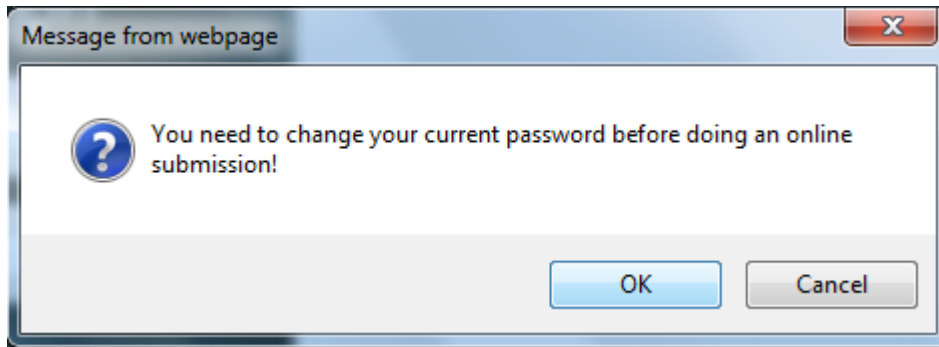 Message from webpage
You need to change your current password before doing an online
submission!
OK
Cancel